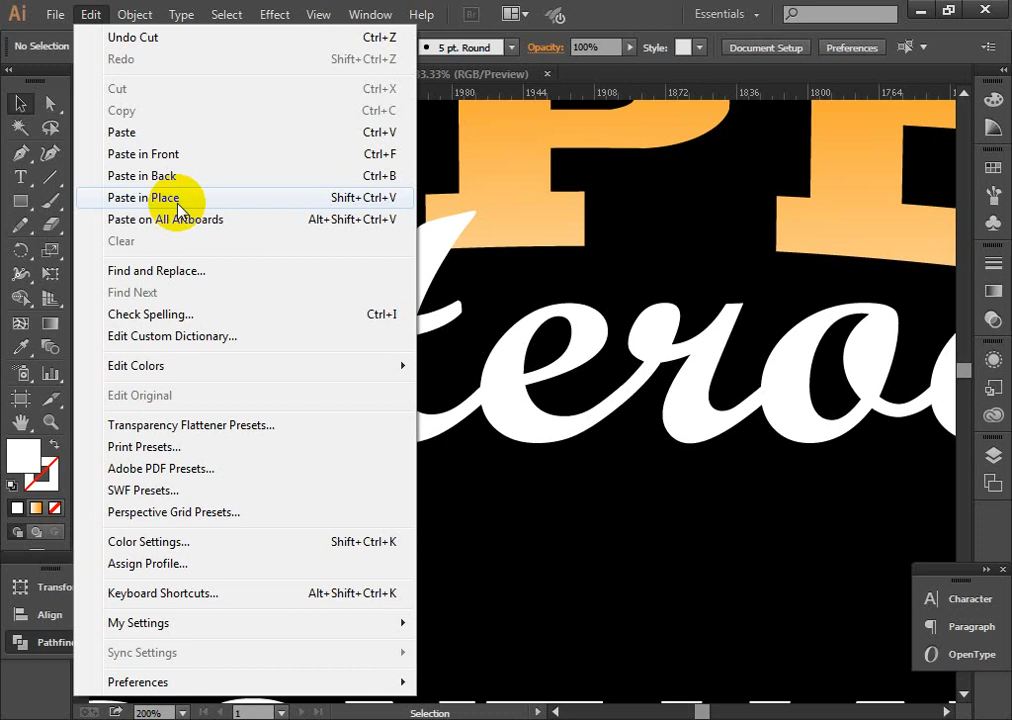 Ai File Edit Object Type Select Effect View Window Help Br Essentials
No Selection 5 pt. Round Opacity: 100% Style: Document Setup Preferences
Undo Cut Ctrl+Z
Redo Shift+Ctrl+Z
Cut Ctrl+X
Copy Ctrl+C
Paste Ctrl+V
Paste in Front Ctrl+F
Paste in Back Ctrl+B
Paste in Place Shift+Ctrl+V
Paste on All Artboards Alt+Shift+Ctrl+V
Clear
Find and Replace...
Find Next
Check Spelling... Ctrl+I
Edit Custom Dictionary...
Edit Colors
Edit Original
Transparency Flattener Presets...
Print Presets...
Adobe PDF Presets...
SWF Presets...
Perspective Grid Presets...
Color Settings... Shift+Ctrl+K
Assign Profile...
Keyboard Shortcuts... Alt+Shift+Ctrl+K
My Settings
Sync Settings
Preferences
3.33% (RGB/Preview)
1980 1944 1908 1872 1836 1800 1764
P
teroo
Transfor
Align
Pathfin
Character
Paragraph
OpenType
200% 1 Selection